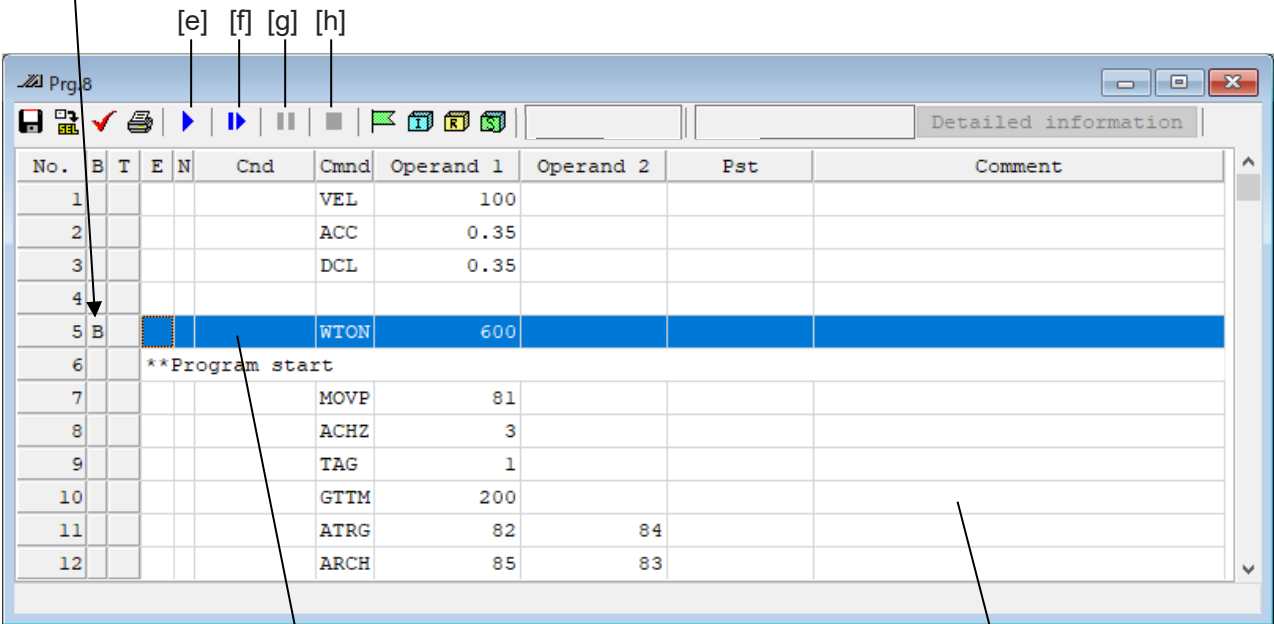 [e] [f] [g] [h]
Prg.8
SEL I R S Detailed information
No. B T E N Cnd Cmnd Operand 1 Operand 2 Pst Comment
1 VEL 100
2 ACC 0.35
3 DCL 0.35
4
5 B WTON 600
6 **Program start
7 MOVP 81
8 ACHZ 3
9 TAG 1
10 GTTM 200
11 ATRG 82 84
12 ARCH 85 83